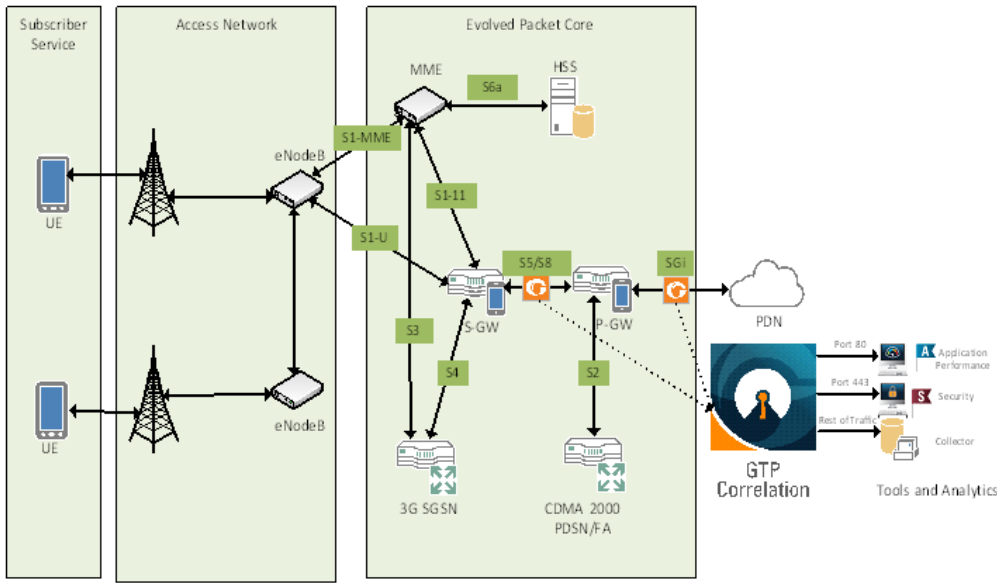 Subscriber
Service
Access Network
Evolved Packet Core
MME
HSS
S6a
S1-MME
eNodeB
S1-11
UE
S1-U
S5/S8
SGi
PDN
S-GW
P-GW
S3
S4
S2
Port 80
A
Application
Performance
Port 443
S
Security
Rest of Traffic
Collector
UE
eNodeB
GTP
Correlation
Tools and Analytics
3G SGSN
CDMA 2000
PDSN/FA